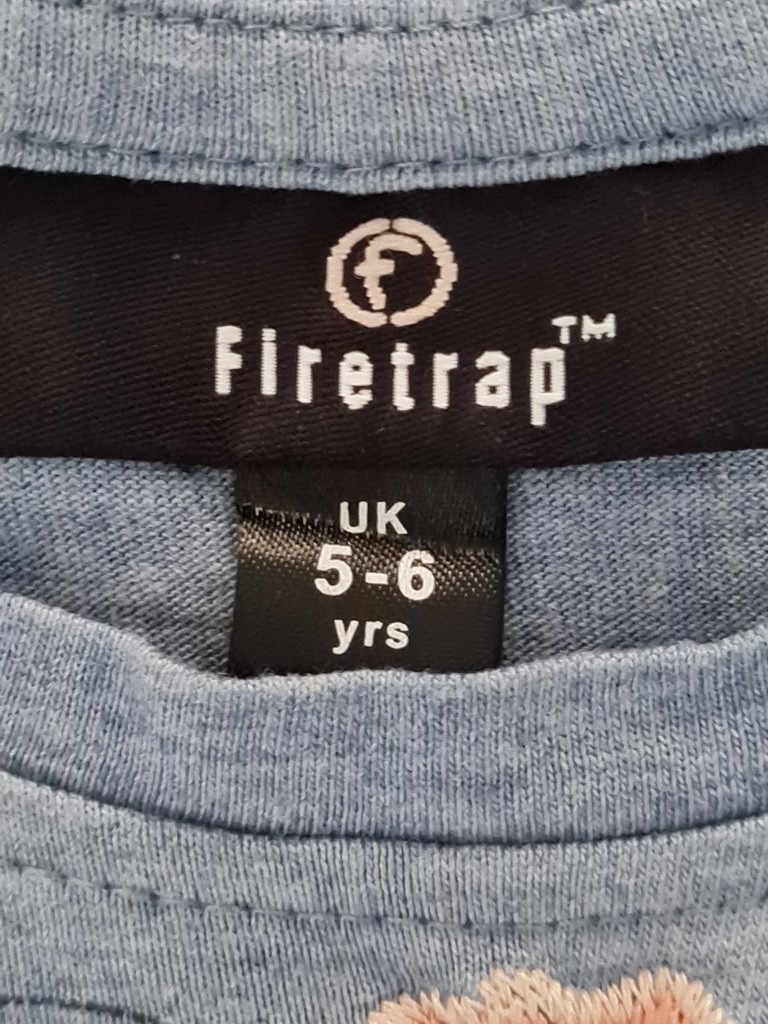 f
Firetrap™
UK
5-6
yrs